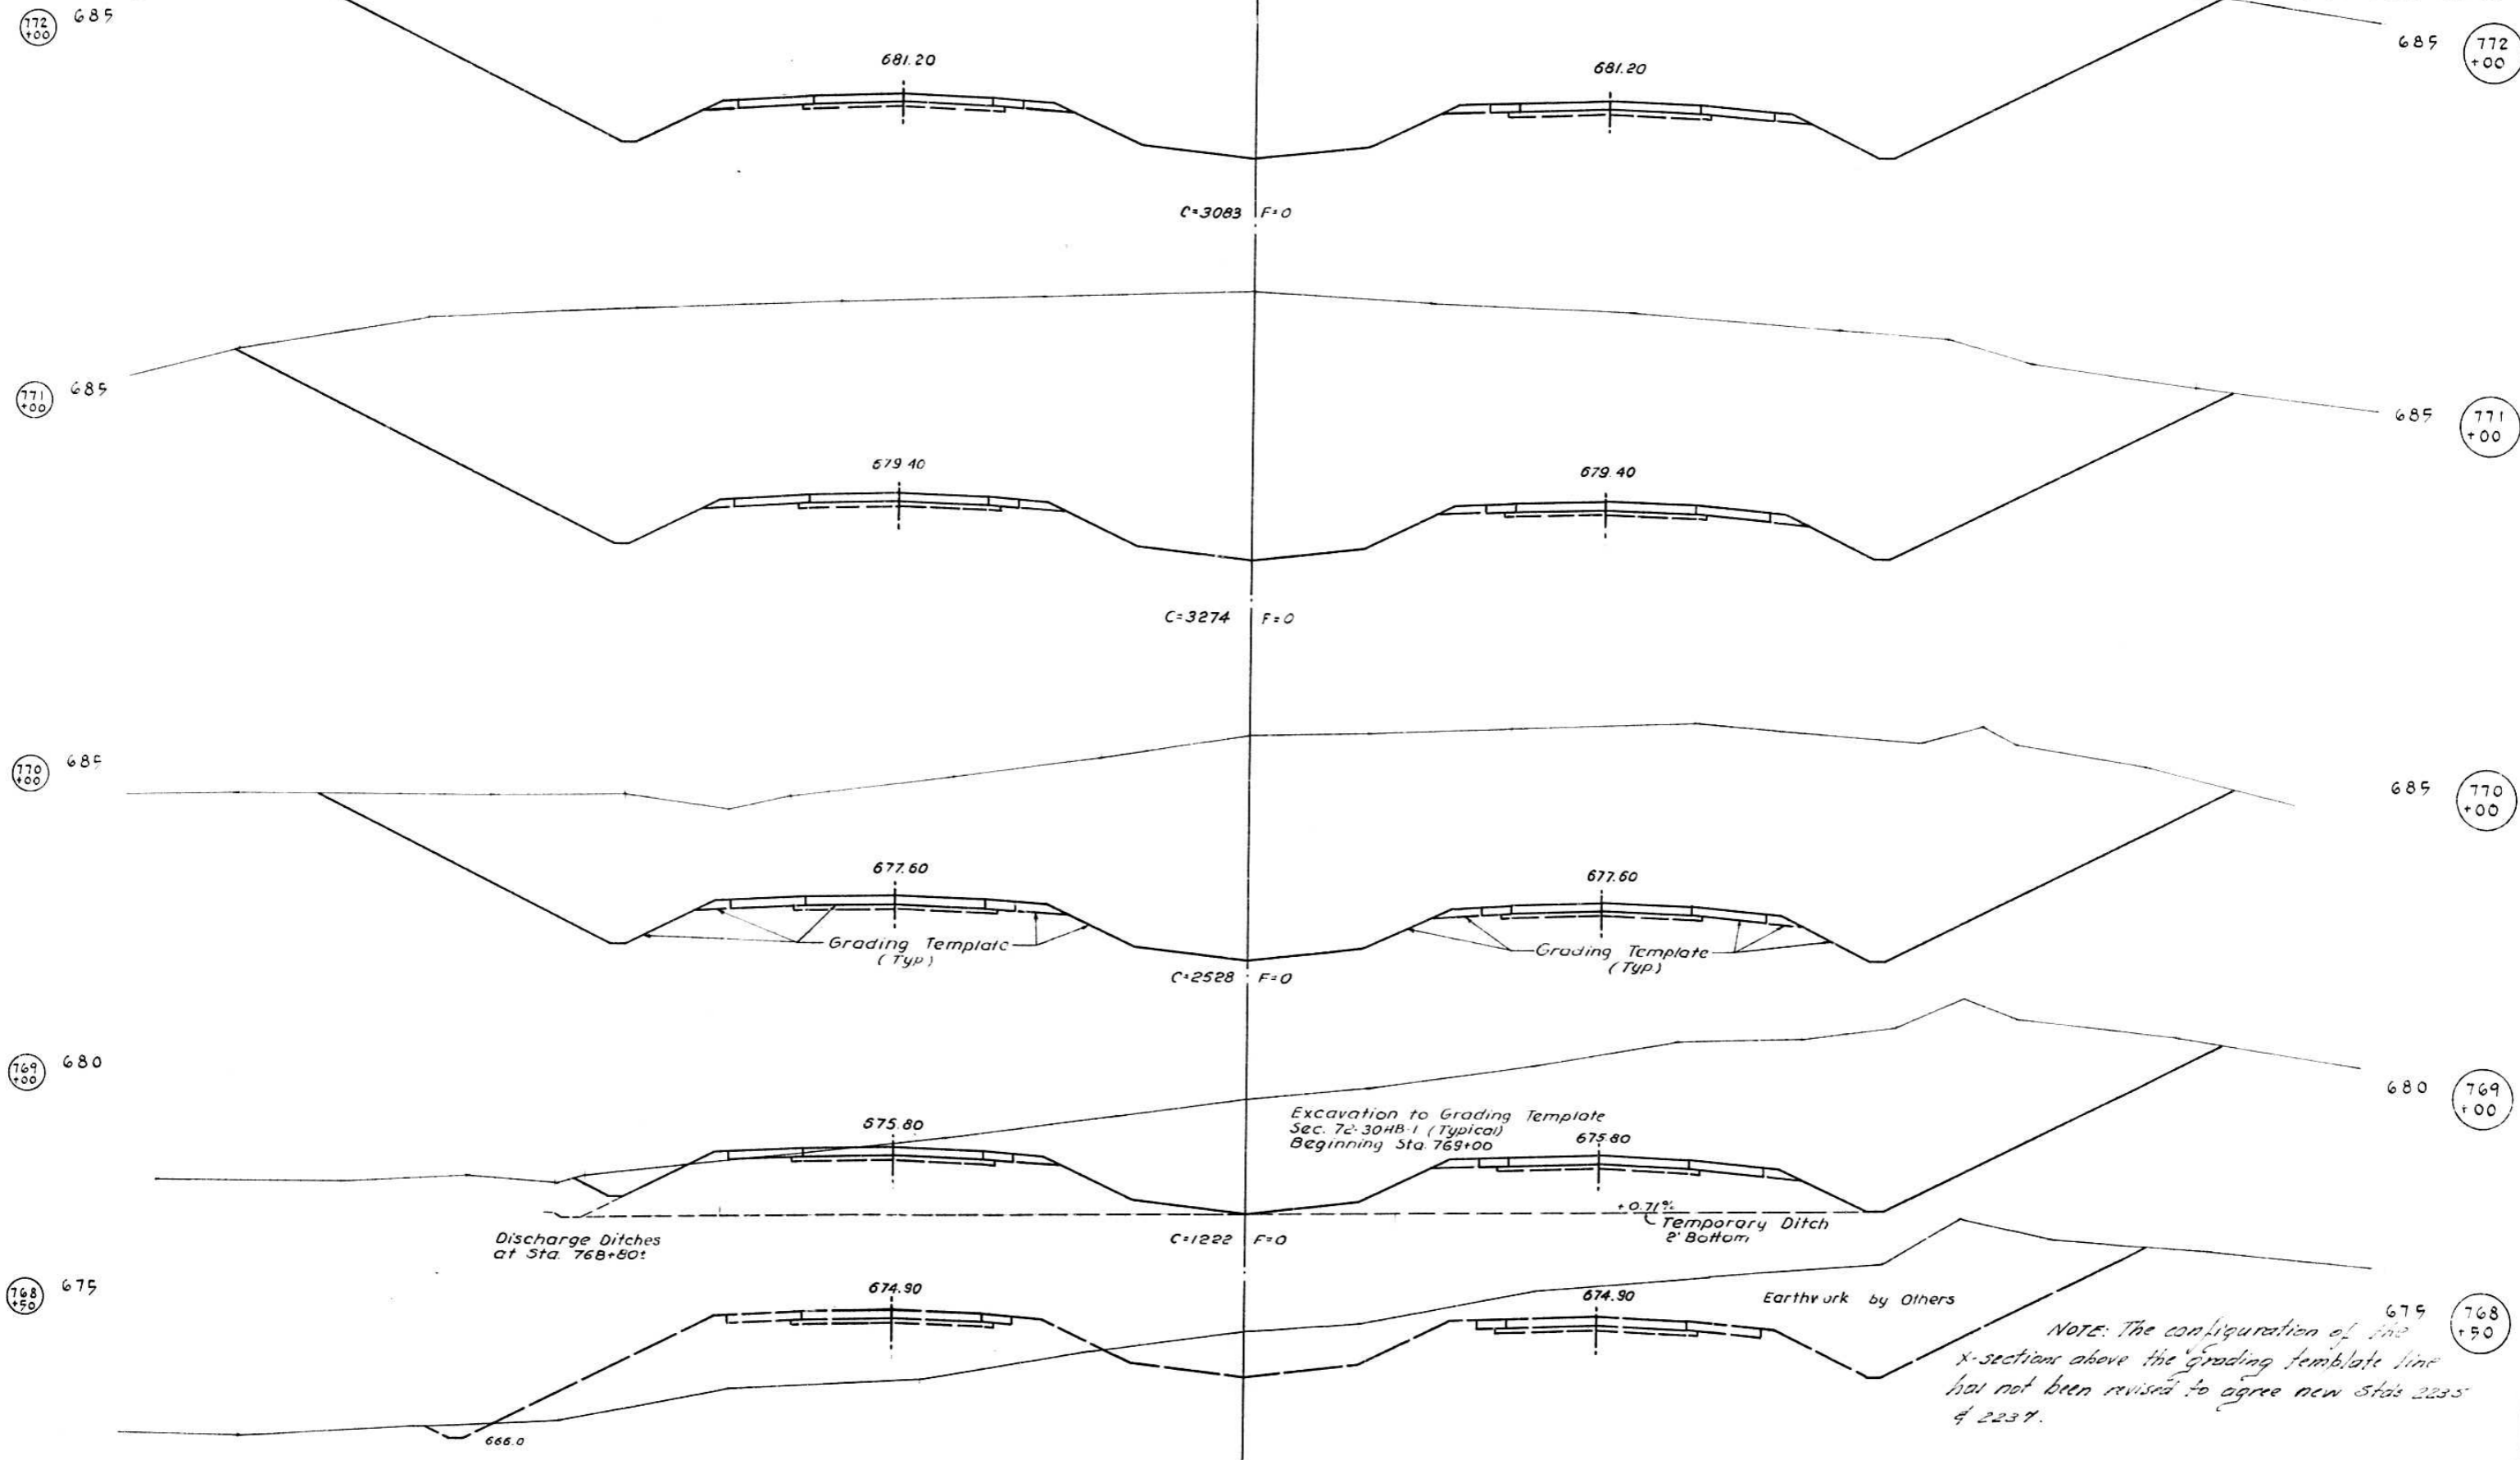 772 +00 685
681.20
681.20
685 772 +00
C=3083 F=0
771 +00 685
679.40
679.40
685 771 +00
C=3274 F=0
770 +00 685
677.60
677.60
685 770 +00
Grading Template
(Typ)
Grading Template
(Typ)
C=2528 F=0
769 +00 680
675.80
Excavation to Grading Template
Sec. 72-30HB-1 (Typical)
Beginning Sta. 769+00
675.80
680 769 +00
+0.71%
Temporary Ditch
2' Bottom
Discharge Ditches
at Sta. 768+80±
C=1222 F=0
768 +50 675
674.90
674.90
Earthwork by Others
675 768 +50
NOTE: The configuration of the
x-sections above the grading template line
has not been revised to agree new Stds 2235
& 2237.
666.0